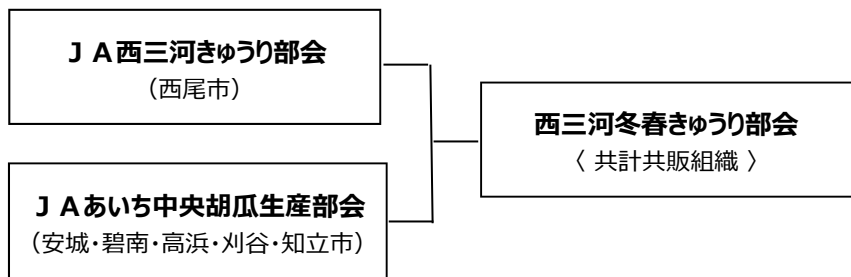 ＪＡ西三河きゅうり部会
（西尾市）
ＪＡあいち中央胡瓜生産部会
（安城・碧南・高浜・刈谷・知立市）
西三河冬春きゅうり部会
〈 共計共販組織 〉